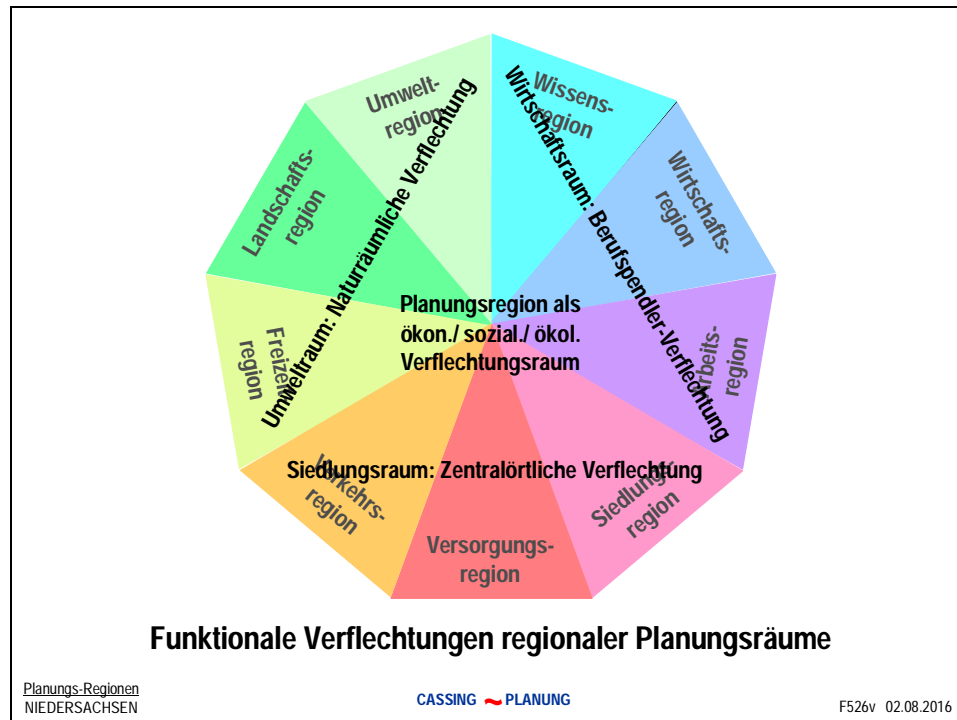 Umwelt-
region
Wissens-
region
Landschafts-
region
Wirtschafts-
region
Umweltraum: Naturräumliche Verflechtung
Wirtschaftsraum: Berufspendler-Verflechtung
Planungsregion als
ökon./ sozial./ ökol.
Verflechtungsraum
Freizeit-
region
Arbeits-
region
Siedlungsraum: Zentralörtliche Verflechtung
Verkehrs-
region
Siedlungs-
region
Versorgungs-
region
Funktionale Verflechtungen regionaler Planungsräume
Planungs-Regionen
NIEDERSACHSEN
CASSING ~ PLANUNG
F526v 02.08.2016